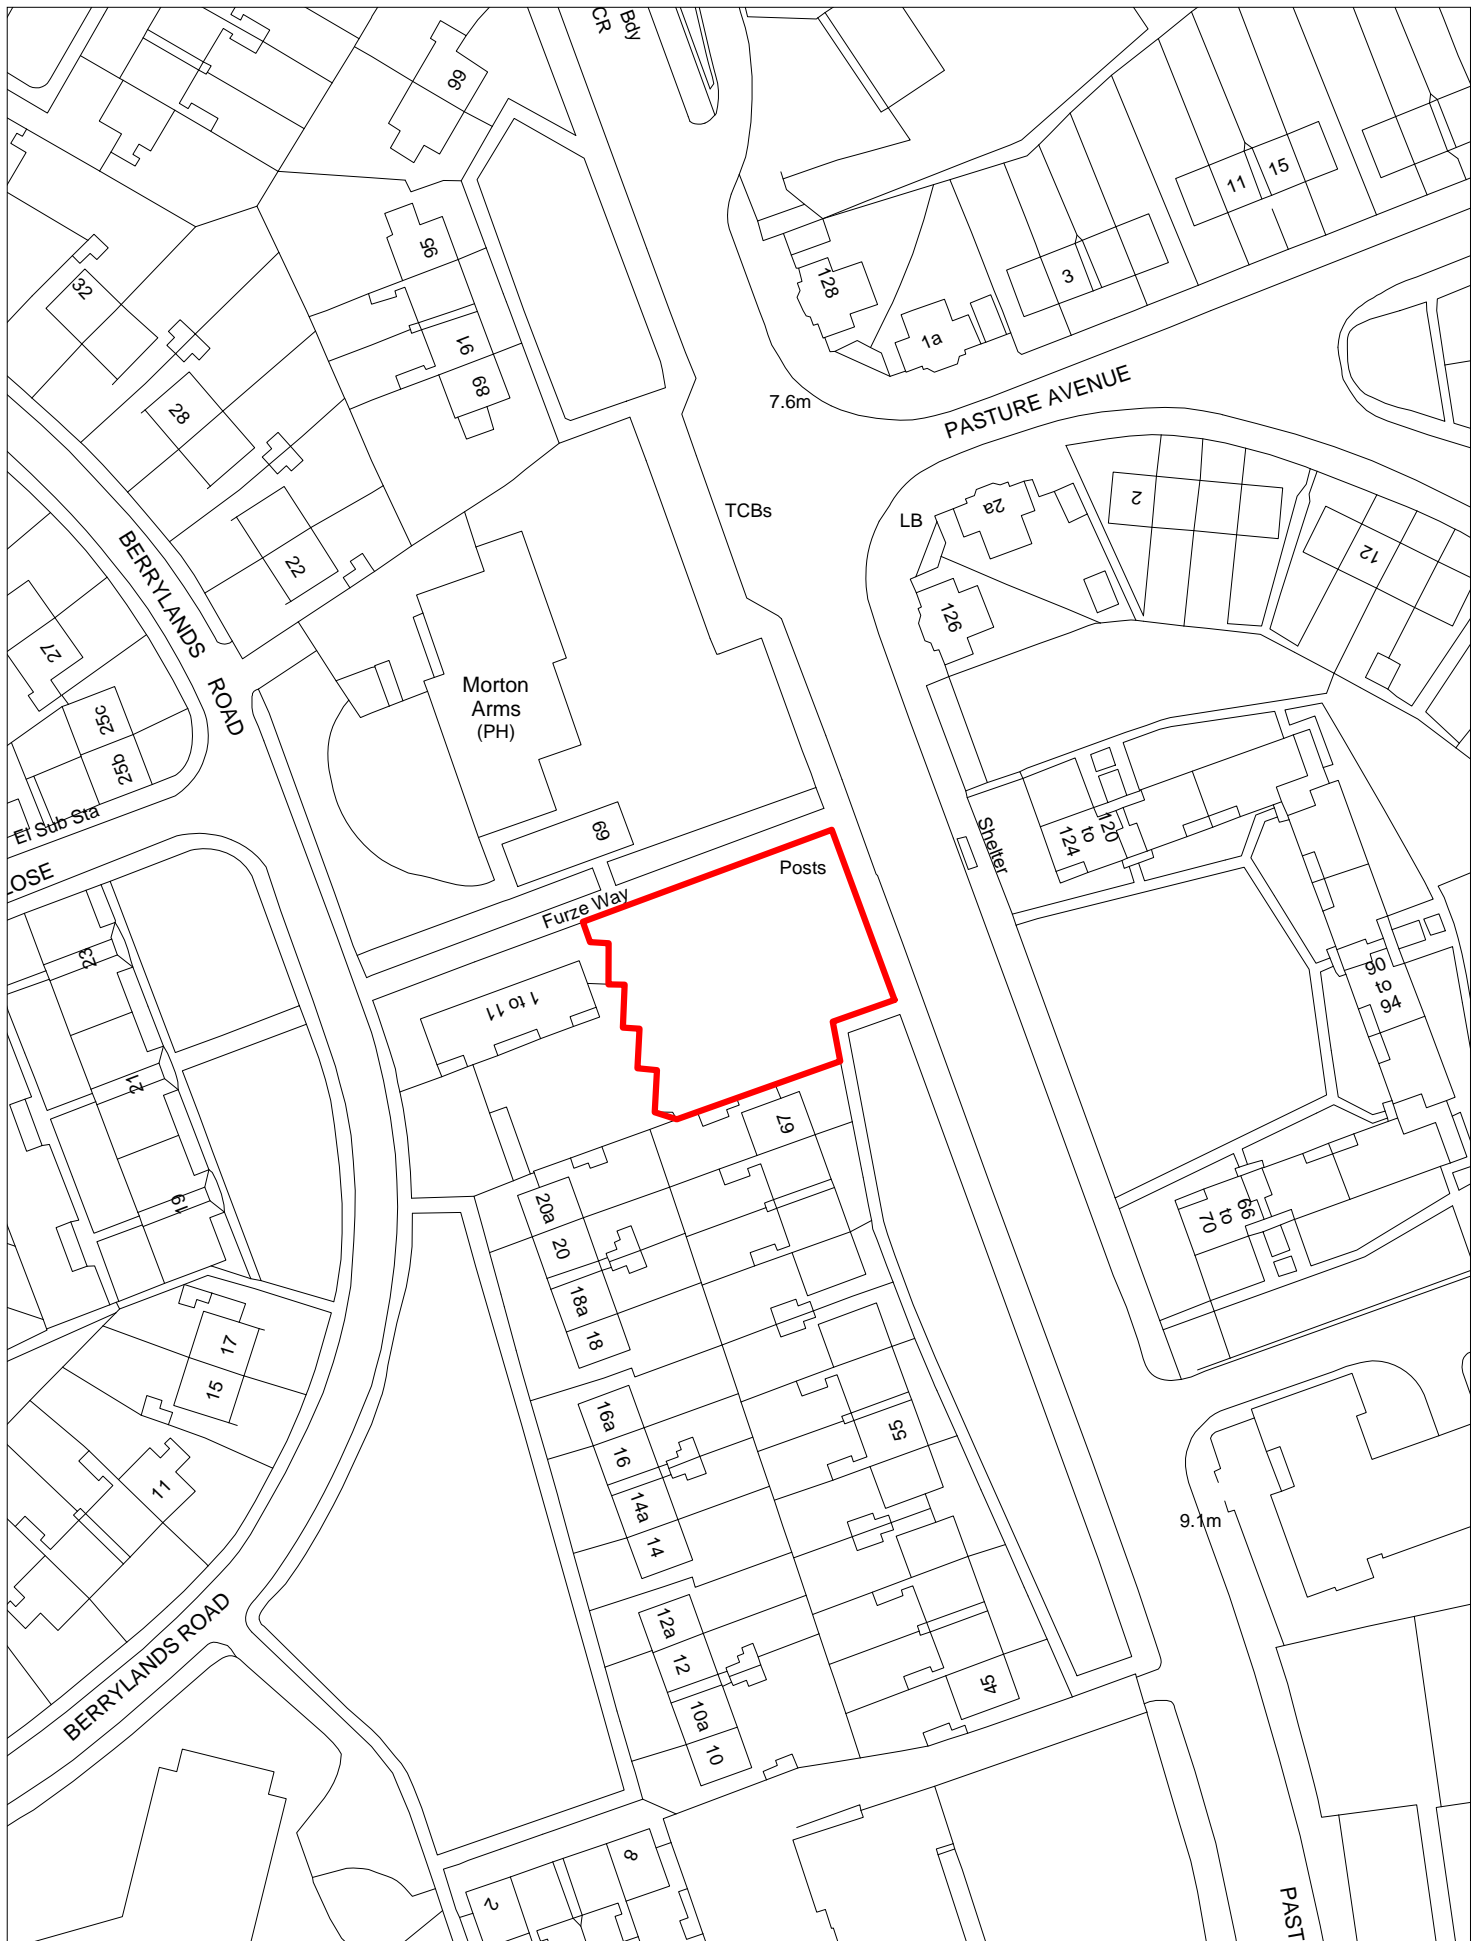 CR
Bdy
99
95
91
89
32
28
22
27
25c
25b
BERRYLANDS
ROAD
El Sub Sta
LOSE
Morton
Arms
(PH)
69
Furze Way
Posts
1 to 11
128
1a
3
11
15
7.6m
PASTURE AVENUE
TCBs
LB
2a
2
12
126
Shelter
120
to
124
90
to
94
66
to
70
23
21
19
17
15
11
67
20a
20
18a
18
16a
16
14a
14
55
12a
12
10a
10
45
9.1m
BERRYLANDS ROAD
2
8
PAST